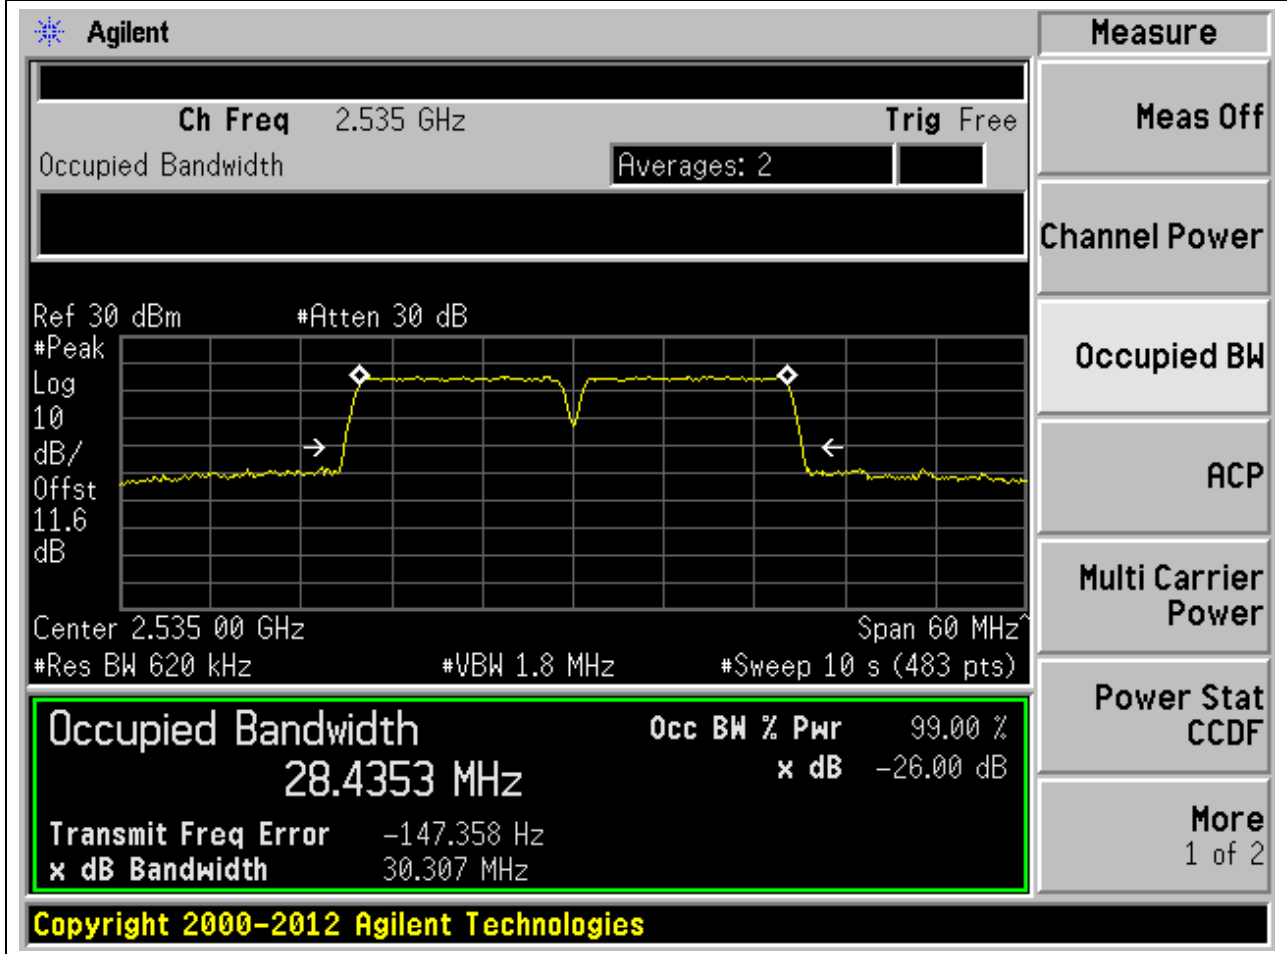 Agilent
Measure
Ch Freq 2.535 GHz Trig Free
Occupied Bandwidth Averages: 2
Meas Off
Channel Power
Occupied BW
ACP
Multi Carrier
Power
Power Stat
CCDF
More
1 of 2
Ref 30 dBm #Atten 30 dB
#Peak
Log
10
dB/
Offst
11.6
dB
Center 2.535 00 GHz Span 60 MHz^
#Res BW 620 kHz #VBW 1.8 MHz #Sweep 10 s (483 pts)
Occupied Bandwidth Occ BW % Pwr 99.00 %
28.4353 MHz x dB -26.00 dB
Transmit Freq Error -147.358 Hz
x dB Bandwidth 30.307 MHz
Copyright 2000-2012 Agilent Technologies